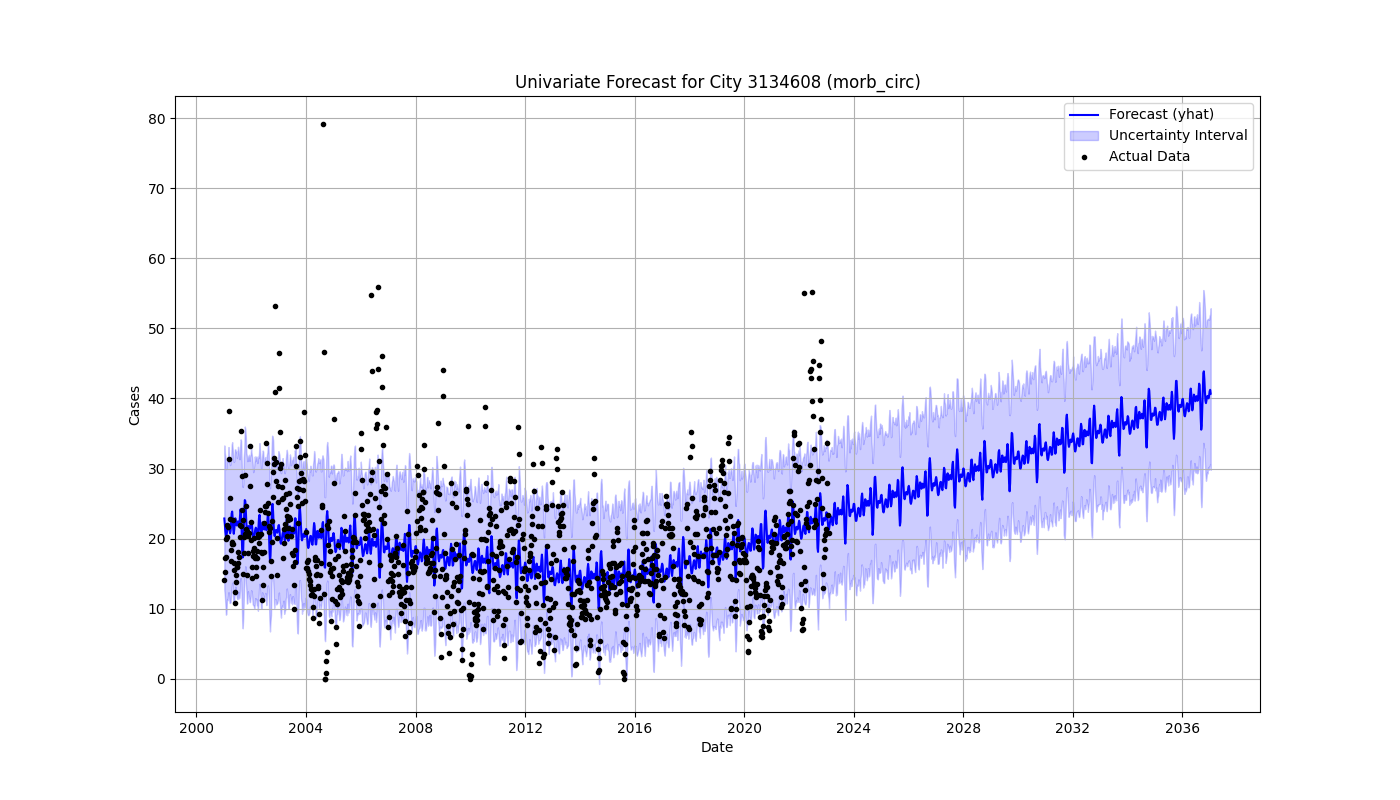 Univariate Forecast for City 3134608 (morb_circ)
Forecast (yhat)
Uncertainty Interval
Actual Data
Cases
80
70
60
50
40
30
20
10
0
2000 2004 2008 2012 2016 2020 2024 2028 2032 2036
Date